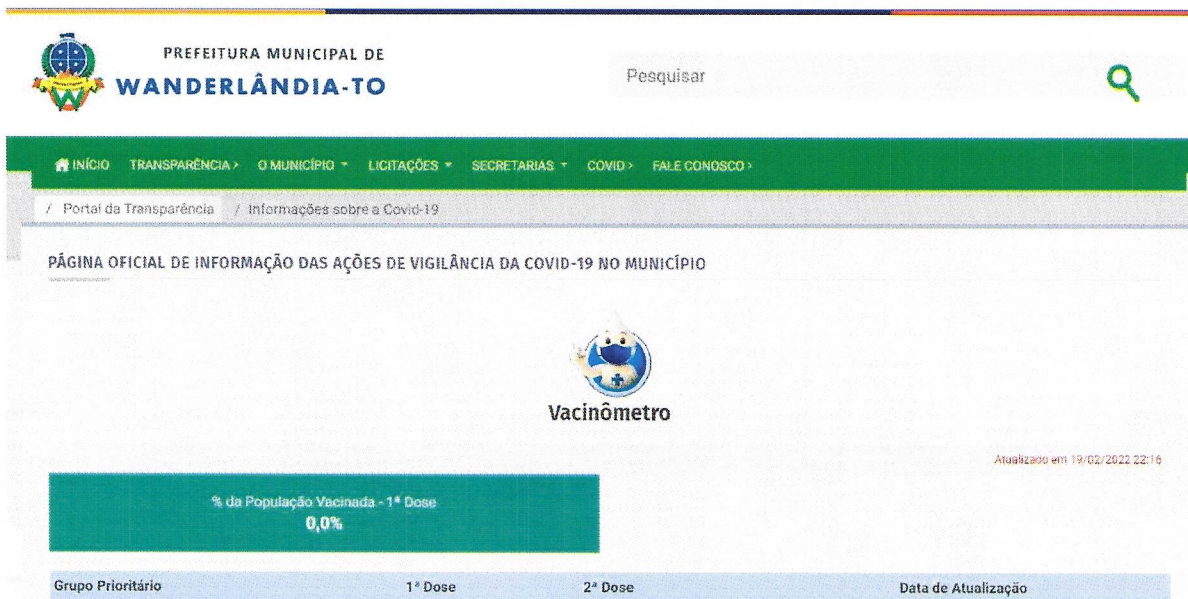 PREFEITURA MUNICIPAL DE
WANDERLÂNDIA-TO
Pesquisar
INÍCIO TRANSPARÊNCIA > O MUNICÍPIO LICITAÇÕES SECRETARIAS COVID > FALE CONOSCO >
/ Portal da Transparência / Informações sobre a Covid-19
PÁGINA OFICIAL DE INFORMAÇÃO DAS AÇÕES DE VIGILÂNCIA DA COVID-19 NO MUNICÍPIO
Vacinômetro
Atualizado em 19/02/2022 22:16
% da População Vacinada - 1ª Dose
0,0%
Grupo Prioritário 1ª Dose 2ª Dose Data de Atualização